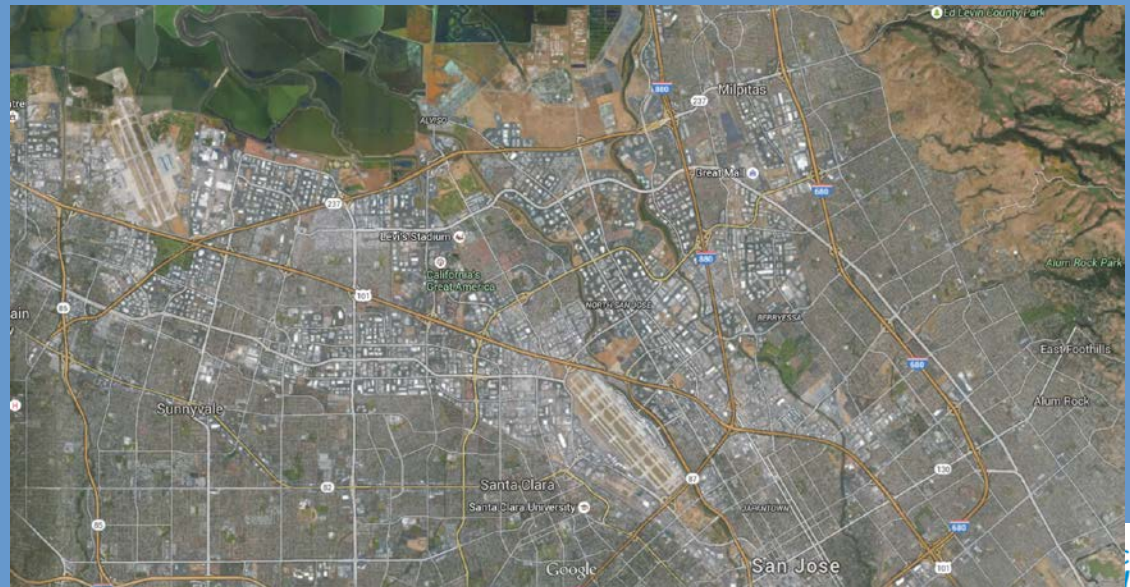 Ed Levin County Park
880
237
Milpitas
ALVISO
Great Mall
680
237
Levi's Stadium
880
Alum Rock Park
California's
Great America
101
85
NORTH SAN JOSE
BERRYESSA
East Foothills
680
Sunnyvale
Alum Rock
130
87
82
Santa Clara
Santa Clara University
JAPANTOWN
85
680
San Jose
101
Google